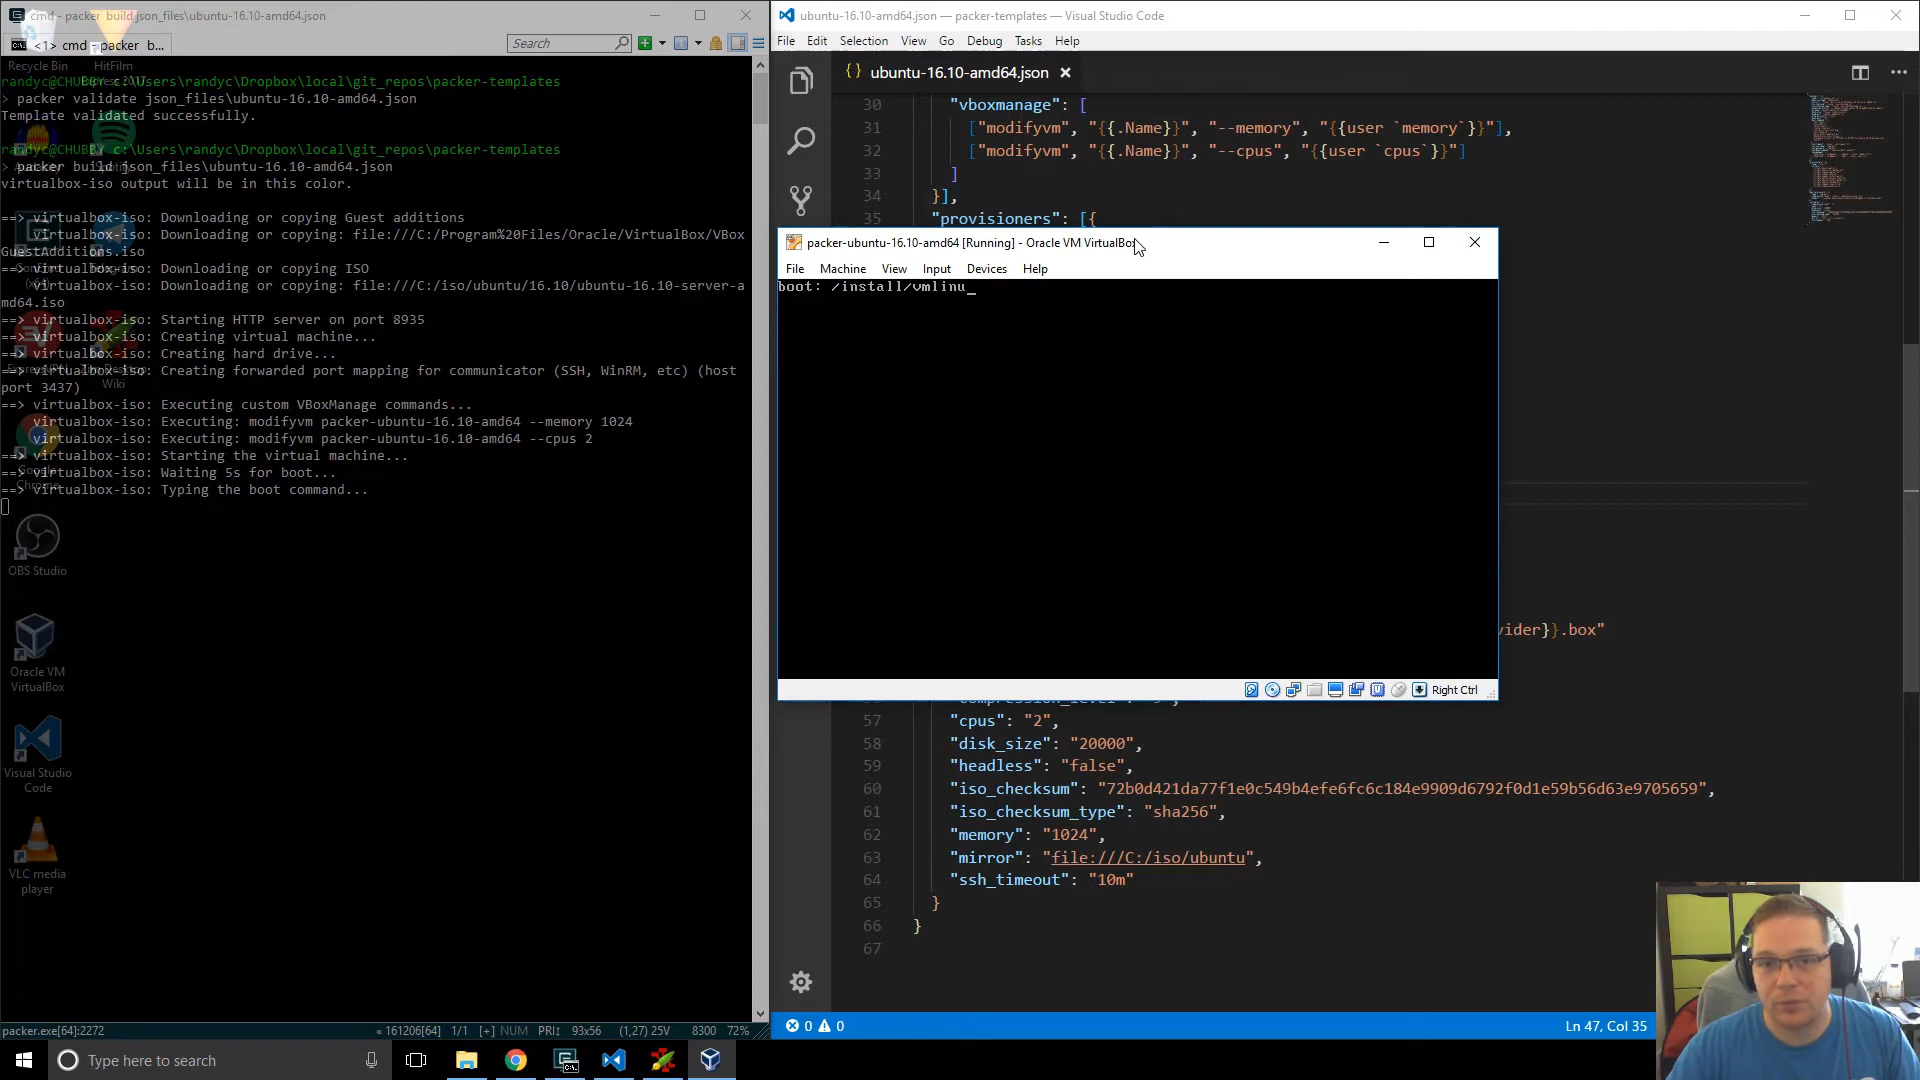 cmd - packer build json_files\ubuntu-16.10-amd64.json
<1> cmd - packer b...
Search
Recycle Bin
HitFilm
randyc@CHUBBY c:\Users\randyc\Dropbox\local\git_repos\packer-templates
> packer validate json_files\ubuntu-16.10-amd64.json
Template validated successfully.
randyc@CHUBBY c:\Users\randyc\Dropbox\local\git_repos\packer-templates
> packer build json_files\ubuntu-16.10-amd64.json
virtualbox-iso output will be in this color.
==> virtualbox-iso: Downloading or copying Guest additions
virtualbox-iso: Downloading or copying: file:///C:/Program%20Files/Oracle/VirtualBox/VBox
GuestAdditions.iso
==> virtualbox-iso: Downloading or copying ISO
virtualbox-iso: Downloading or copying: file:///C:/iso/ubuntu/16.10/ubuntu-16.10-server-a
md64.iso
==> virtualbox-iso: Starting HTTP server on port 8935
==> virtualbox-iso: Creating virtual machine...
==> virtualbox-iso: Creating hard drive...
==> virtualbox-iso: Creating forwarded port mapping for communicator (SSH, WinRM, etc) (host
port 3437)
Wiki
==> virtualbox-iso: Executing custom VBoxManage commands...
virtualbox-iso: Executing: modifyvm packer-ubuntu-16.10-amd64 --memory 1024
virtualbox-iso: Executing: modifyvm packer-ubuntu-16.10-amd64 --cpus 2
==> virtualbox-iso: Starting the virtual machine...
==> virtualbox-iso: Waiting 5s for boot...
Chrome
==> virtualbox-iso: Typing the boot command...
OBS Studio
Oracle VM
VirtualBox
Visual Studio
Code
VLC media
player
packer.exe[64]:2272
« 161206[64] 1/1 [+] NUM PRI↕ 93x56 (1,27) 25V 8300 72%
Type here to search
ubuntu-16.10-amd64.json — packer-templates — Visual Studio Code
File Edit Selection View Go Debug Tasks Help
{} ubuntu-16.10-amd64.json
30 "vboxmanage": [
31 ["modifyvm", "{{.Name}}", "--memory", "{{user `memory`}}"],
32 ["modifyvm", "{{.Name}}", "--cpus", "{{user `cpus`}}"]
33 ]
34 }],
35 "provisioners": [{
packer-ubuntu-16.10-amd64 [Running] - Oracle VM VirtualBox
File Machine View Input Devices Help
boot: /install/vmlinu_
vider}}.box"
Right Ctrl
57 "cpus": "2",
58 "disk_size": "20000",
59 "headless": "false",
60 "iso_checksum": "72b0d421da77f1e0c549b4efe6fc6c184e9909d6792f0d1e59b56d63e9705659",
61 "iso_checksum_type": "sha256",
62 "memory": "1024",
63 "mirror": "file:///C:/iso/ubuntu",
64 "ssh_timeout": "10m"
65 }
66 }
67
0 0
Ln 47, Col 35